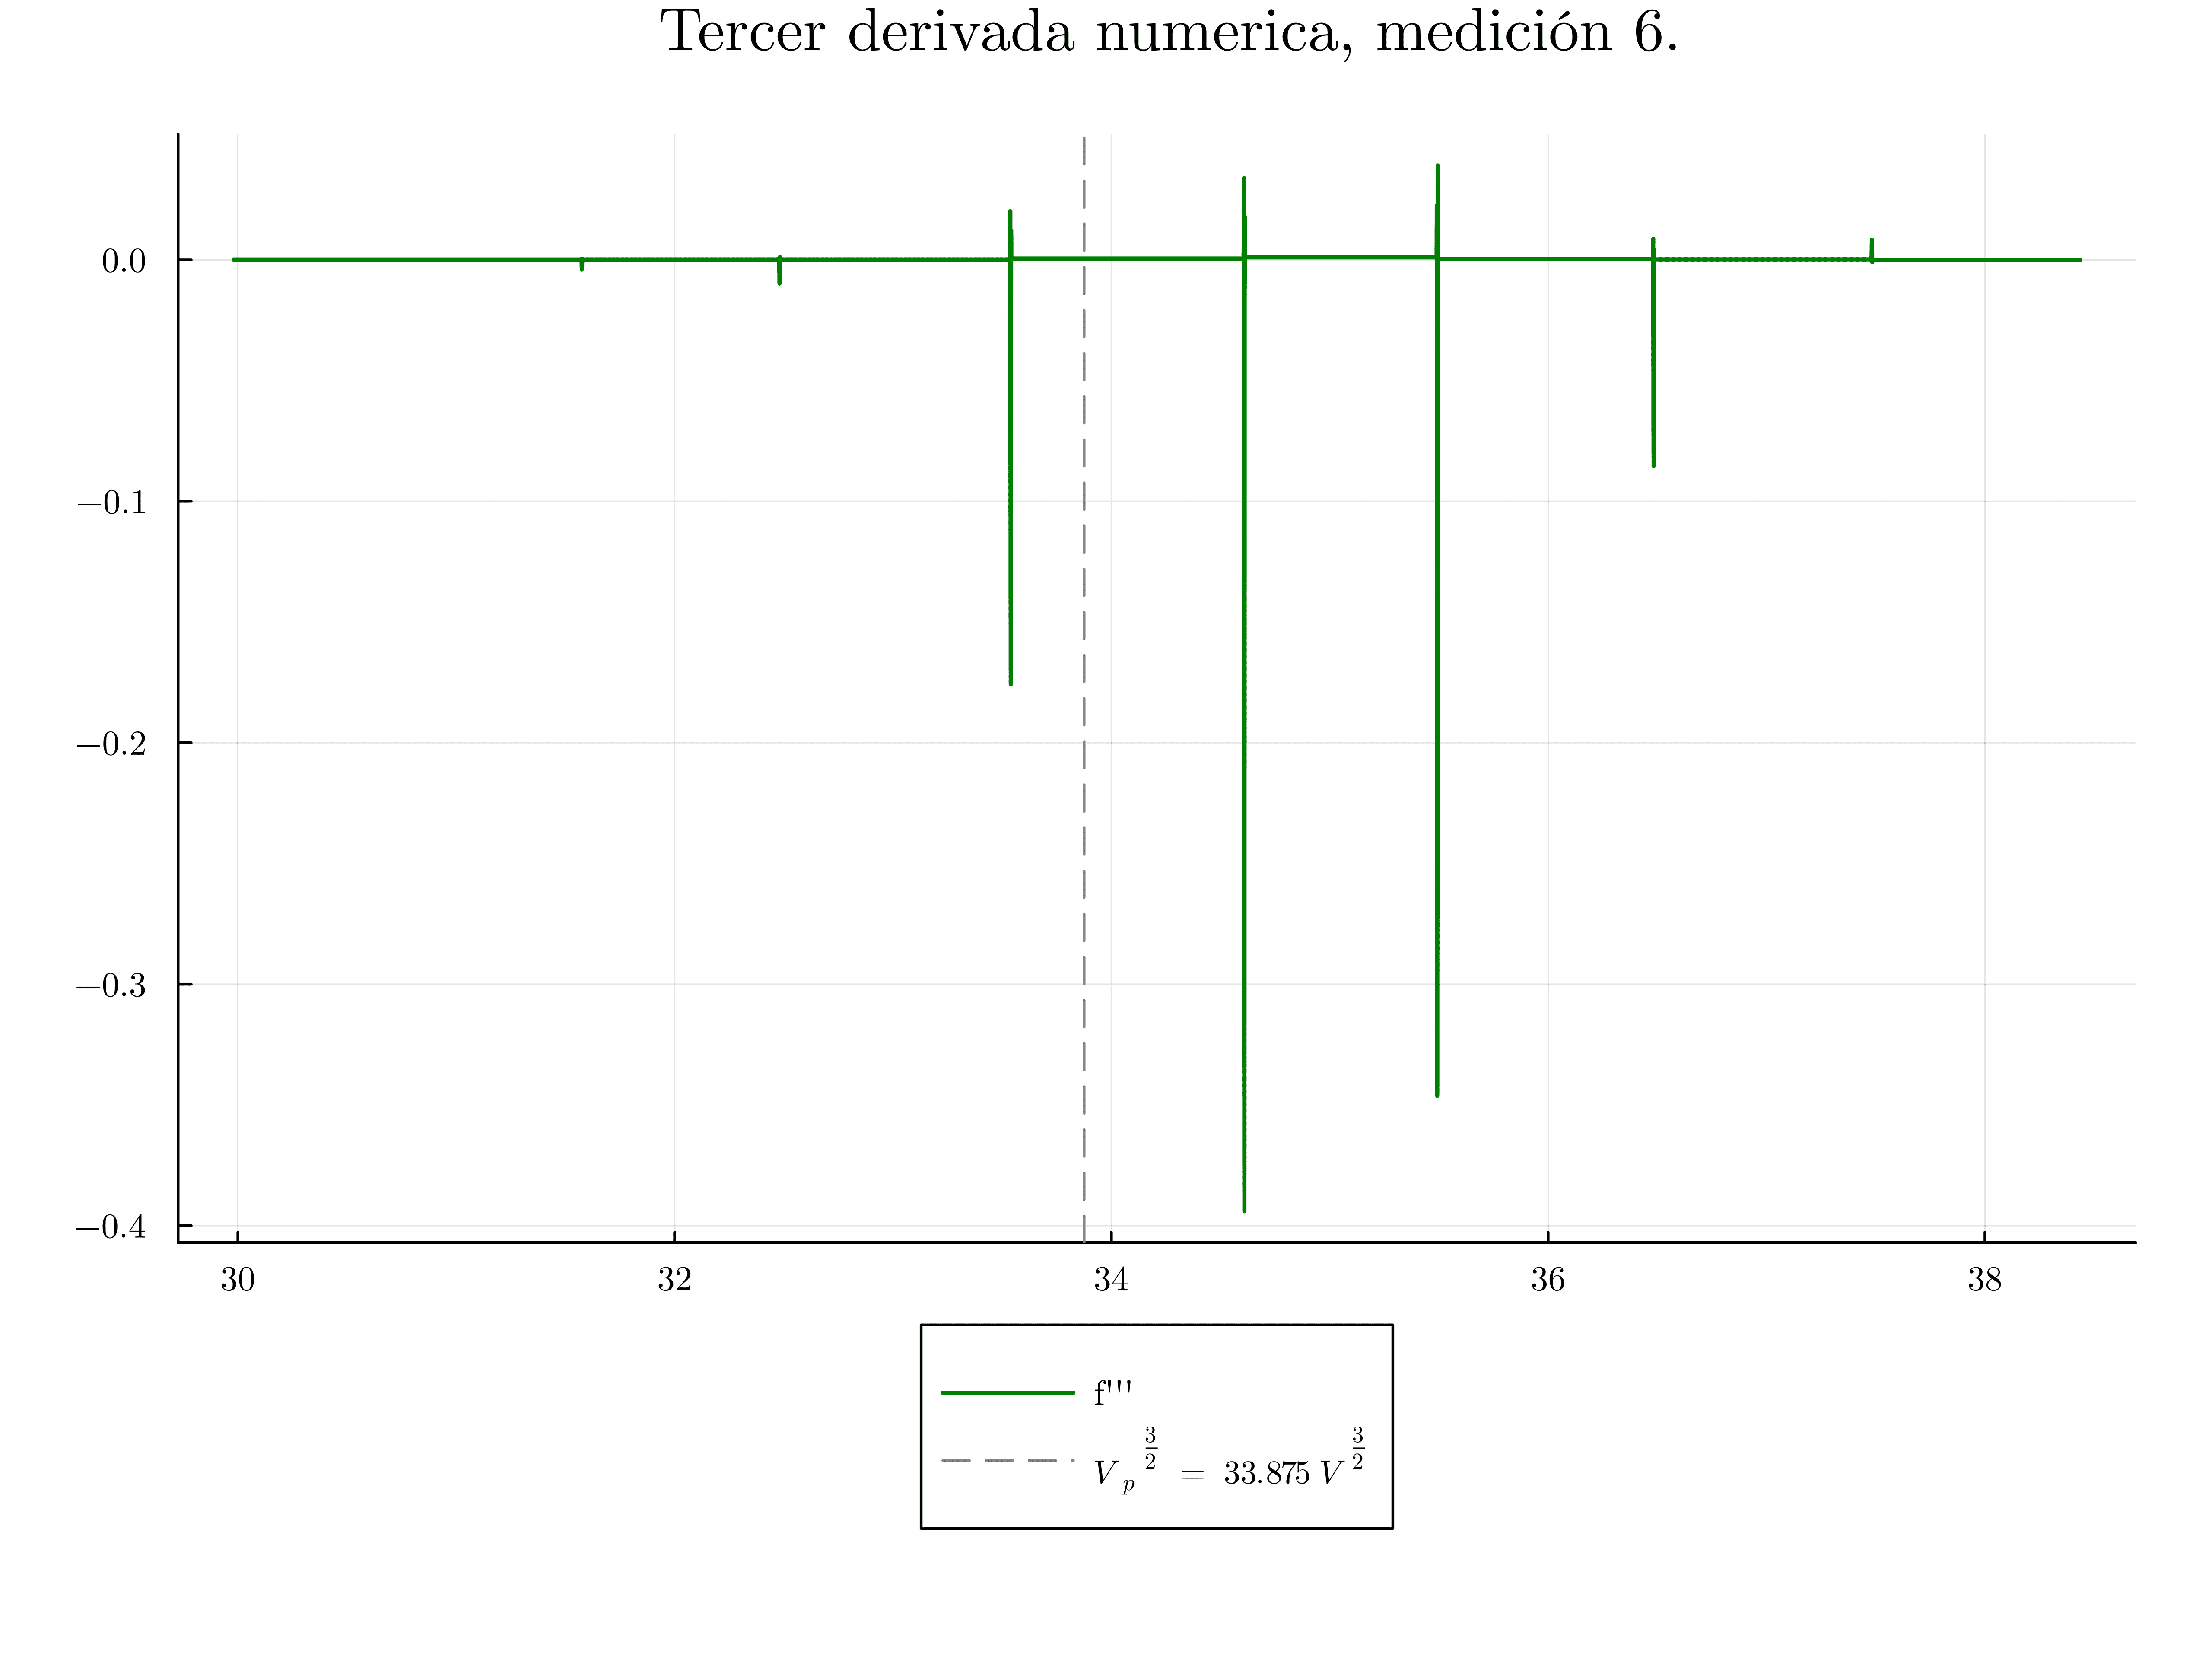 Tercer derivada numerica, medición 6.
0.0
−0.1
−0.2
−0.3
−0.4
30 32 34 36 38
f'''
V_p^{3/2} = 33.875 V^{3/2}